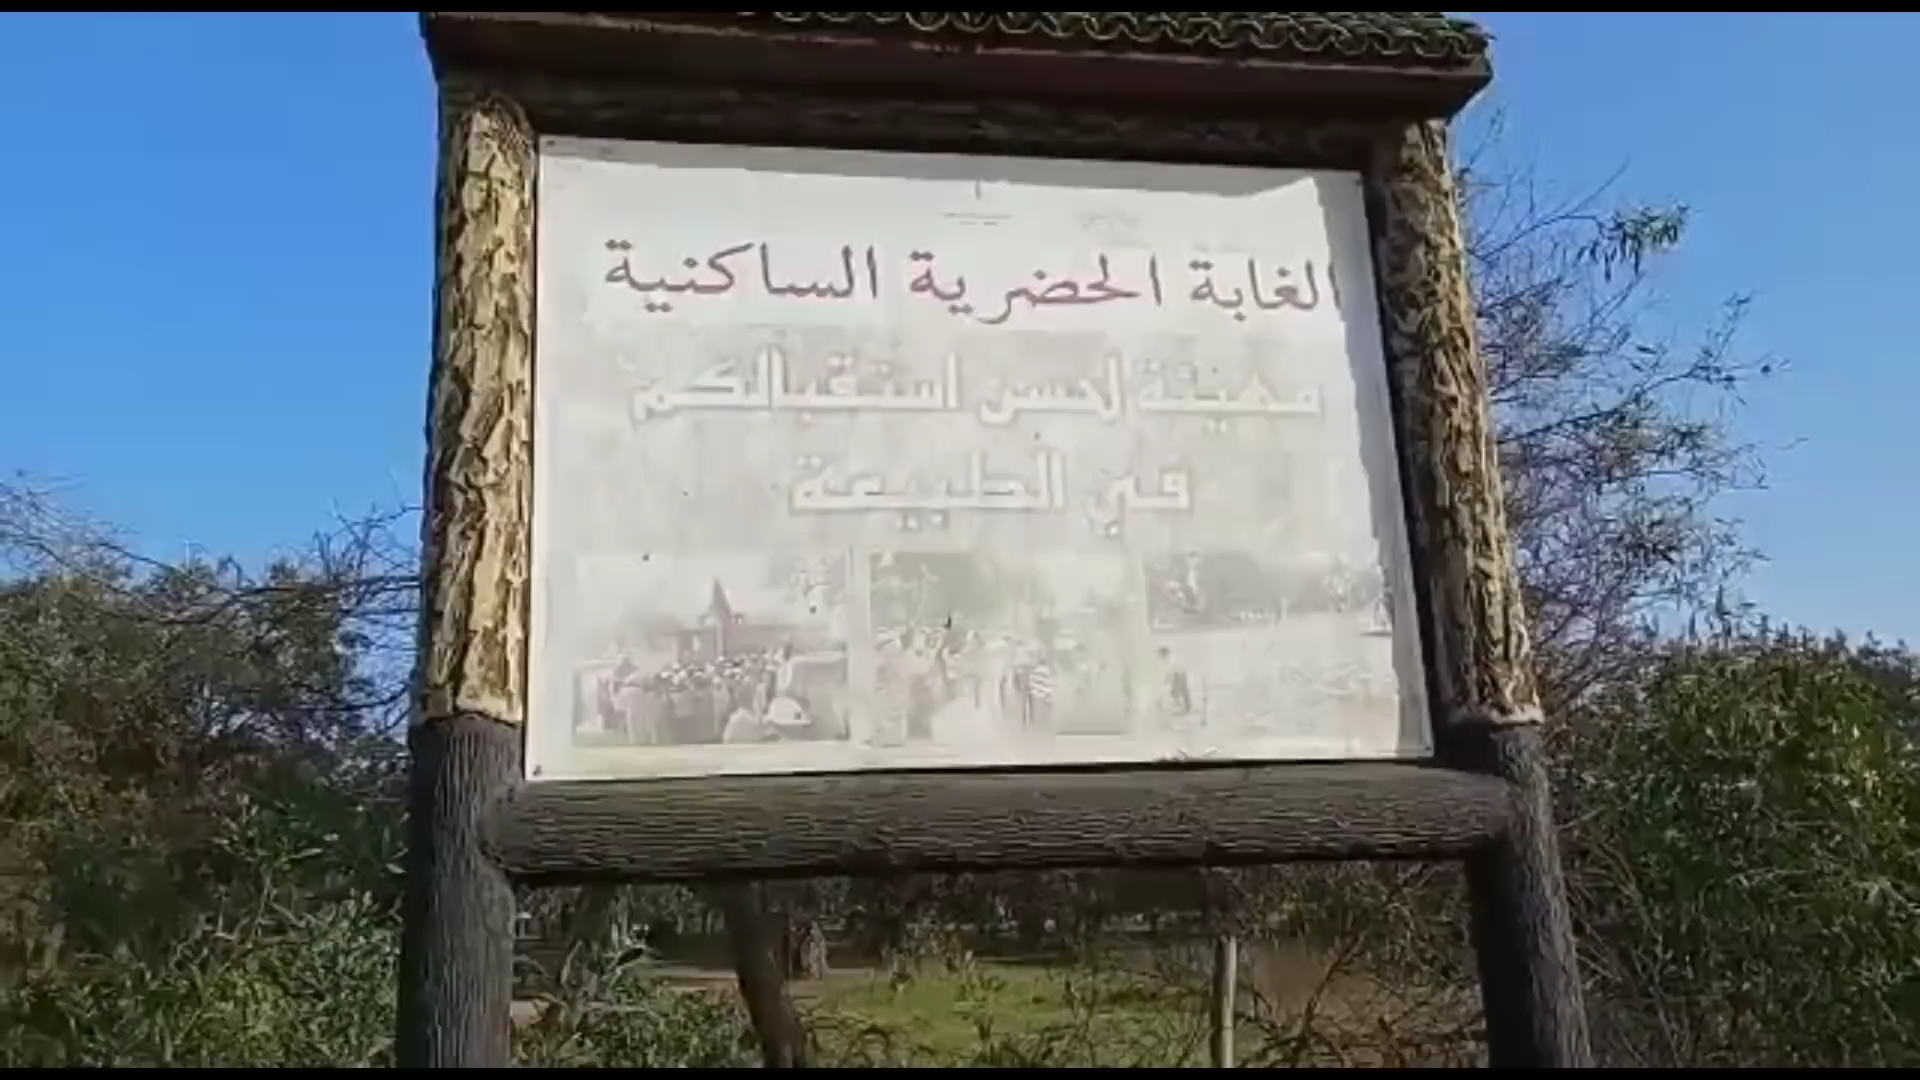 الغابة الحضرية الساكنية
مهيئة لحسن استقبالكم
في الطبيعة